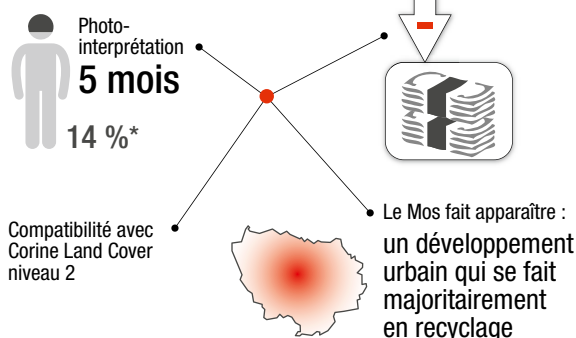 Photo-
interprétation
5 mois
14 %*
Compatibilité avec
Corine Land Cover
niveau 2
Le Mos fait apparaître :
un développement
urbain qui se fait
majoritairement
en recyclage